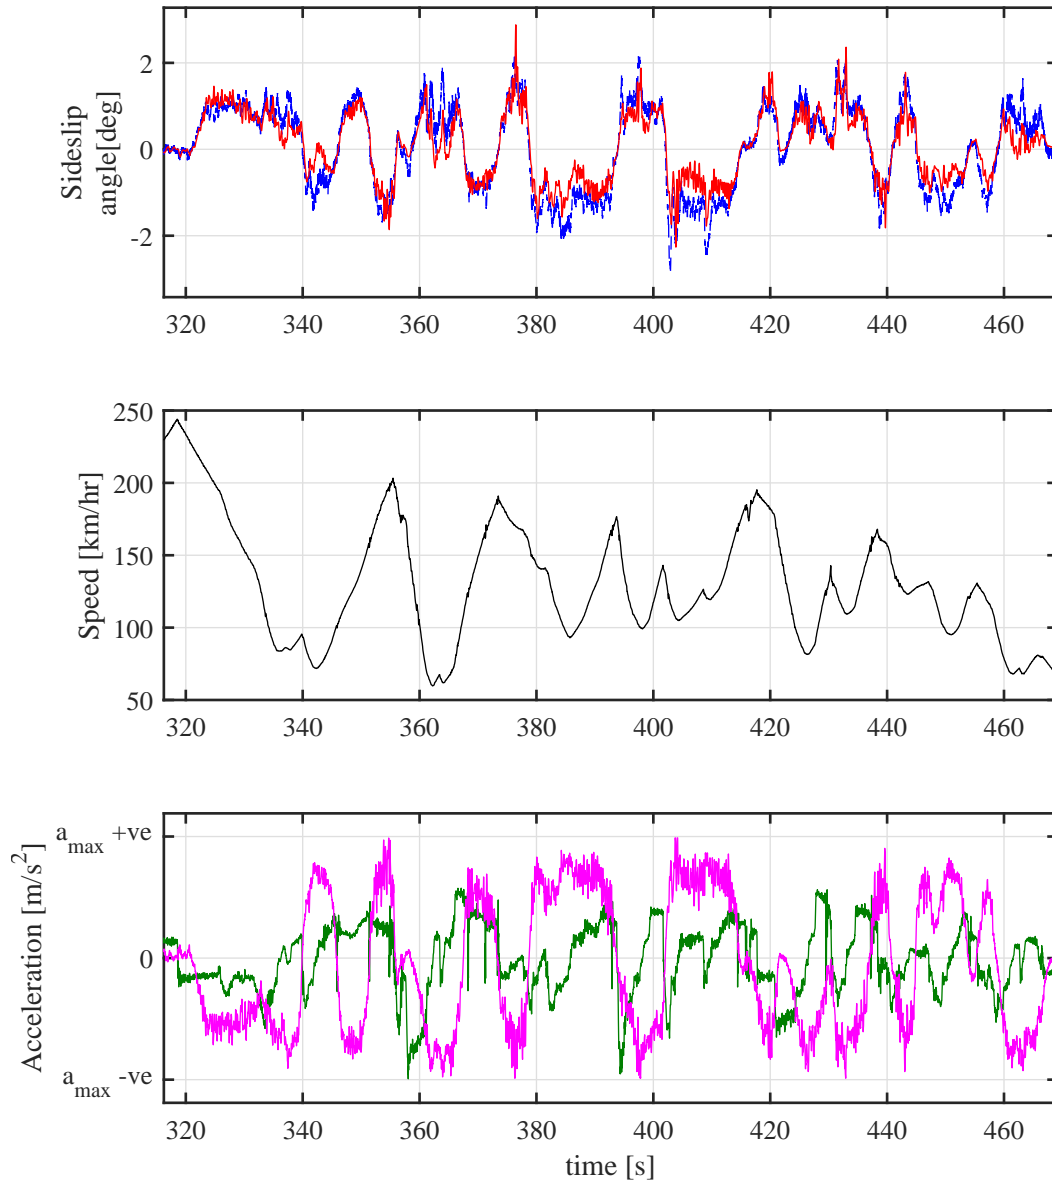 Sideslip
angle[deg]
2
0
-2
320 340 360 380 400 420 440 460
Speed [km/hr]
250
200
150
100
50
320 340 360 380 400 420 440 460
Acceleration [m/s²]
a_max +ve
0
a_max -ve
320 340 360 380 400 420 440 460
time [s]